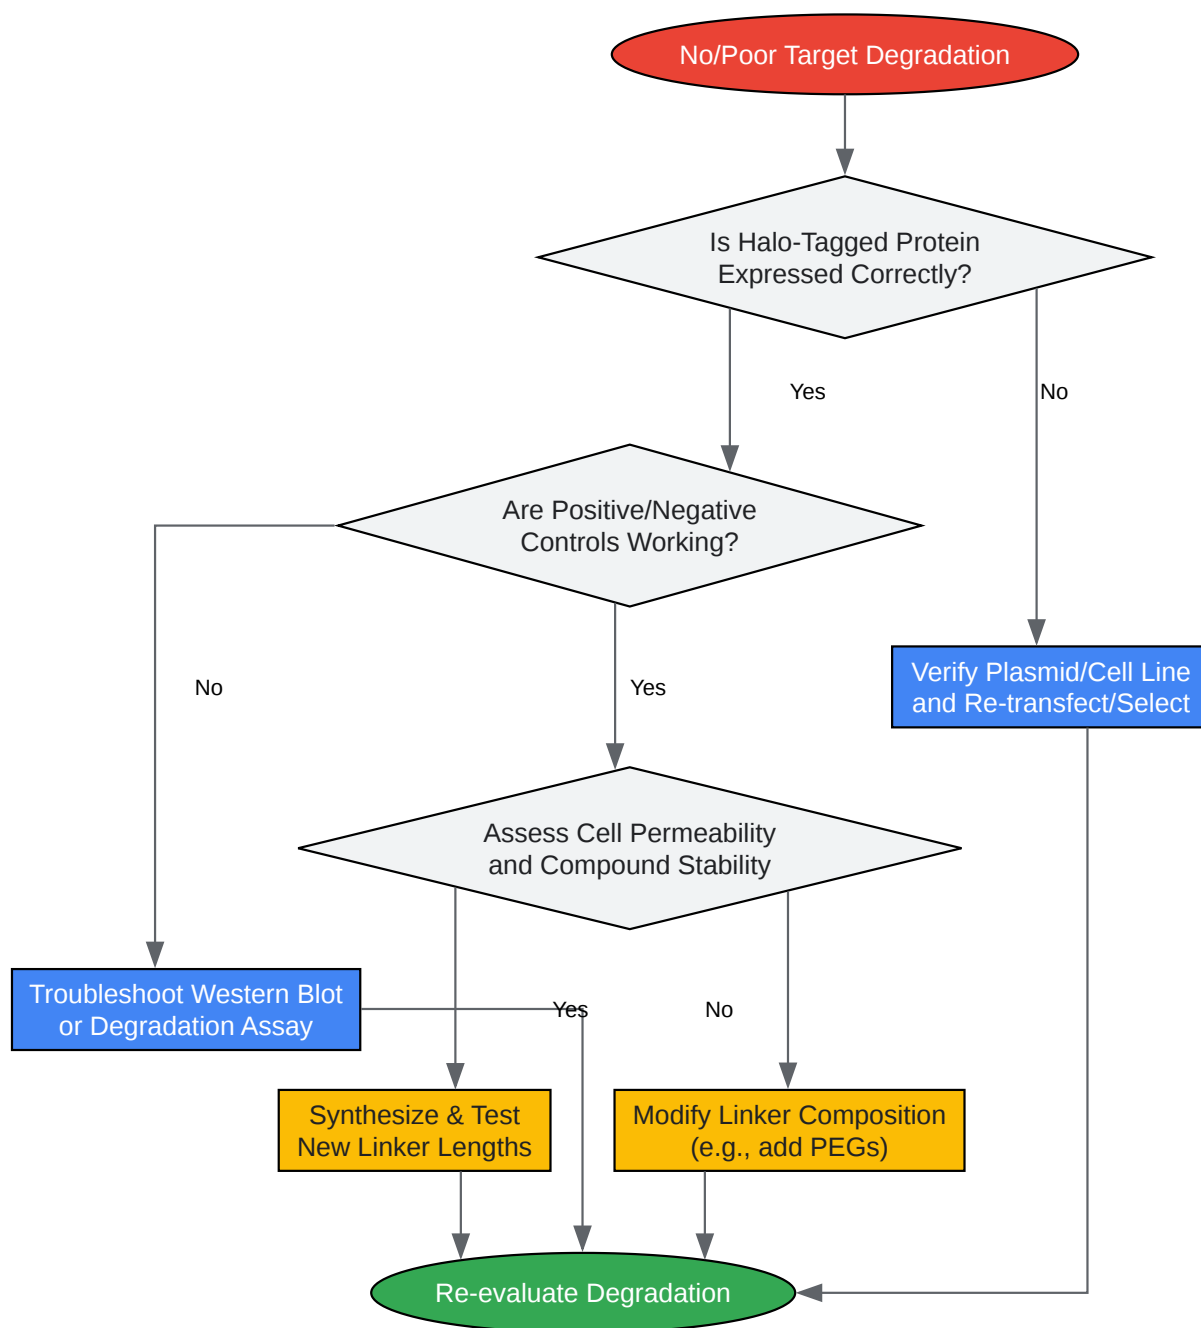 No/Poor Target Degradation
Is Halo-Tagged Protein
Expressed Correctly?
Yes
No
Are Positive/Negative
Controls Working?
Verify Plasmid/Cell Line
and Re-transfect/Select
No
Yes
Assess Cell Permeability
and Compound Stability
Troubleshoot Western Blot
or Degradation Assay
Yes
No
Synthesize & Test
New Linker Lengths
Modify Linker Composition
(e.g., add PEGs)
Re-evaluate Degradation